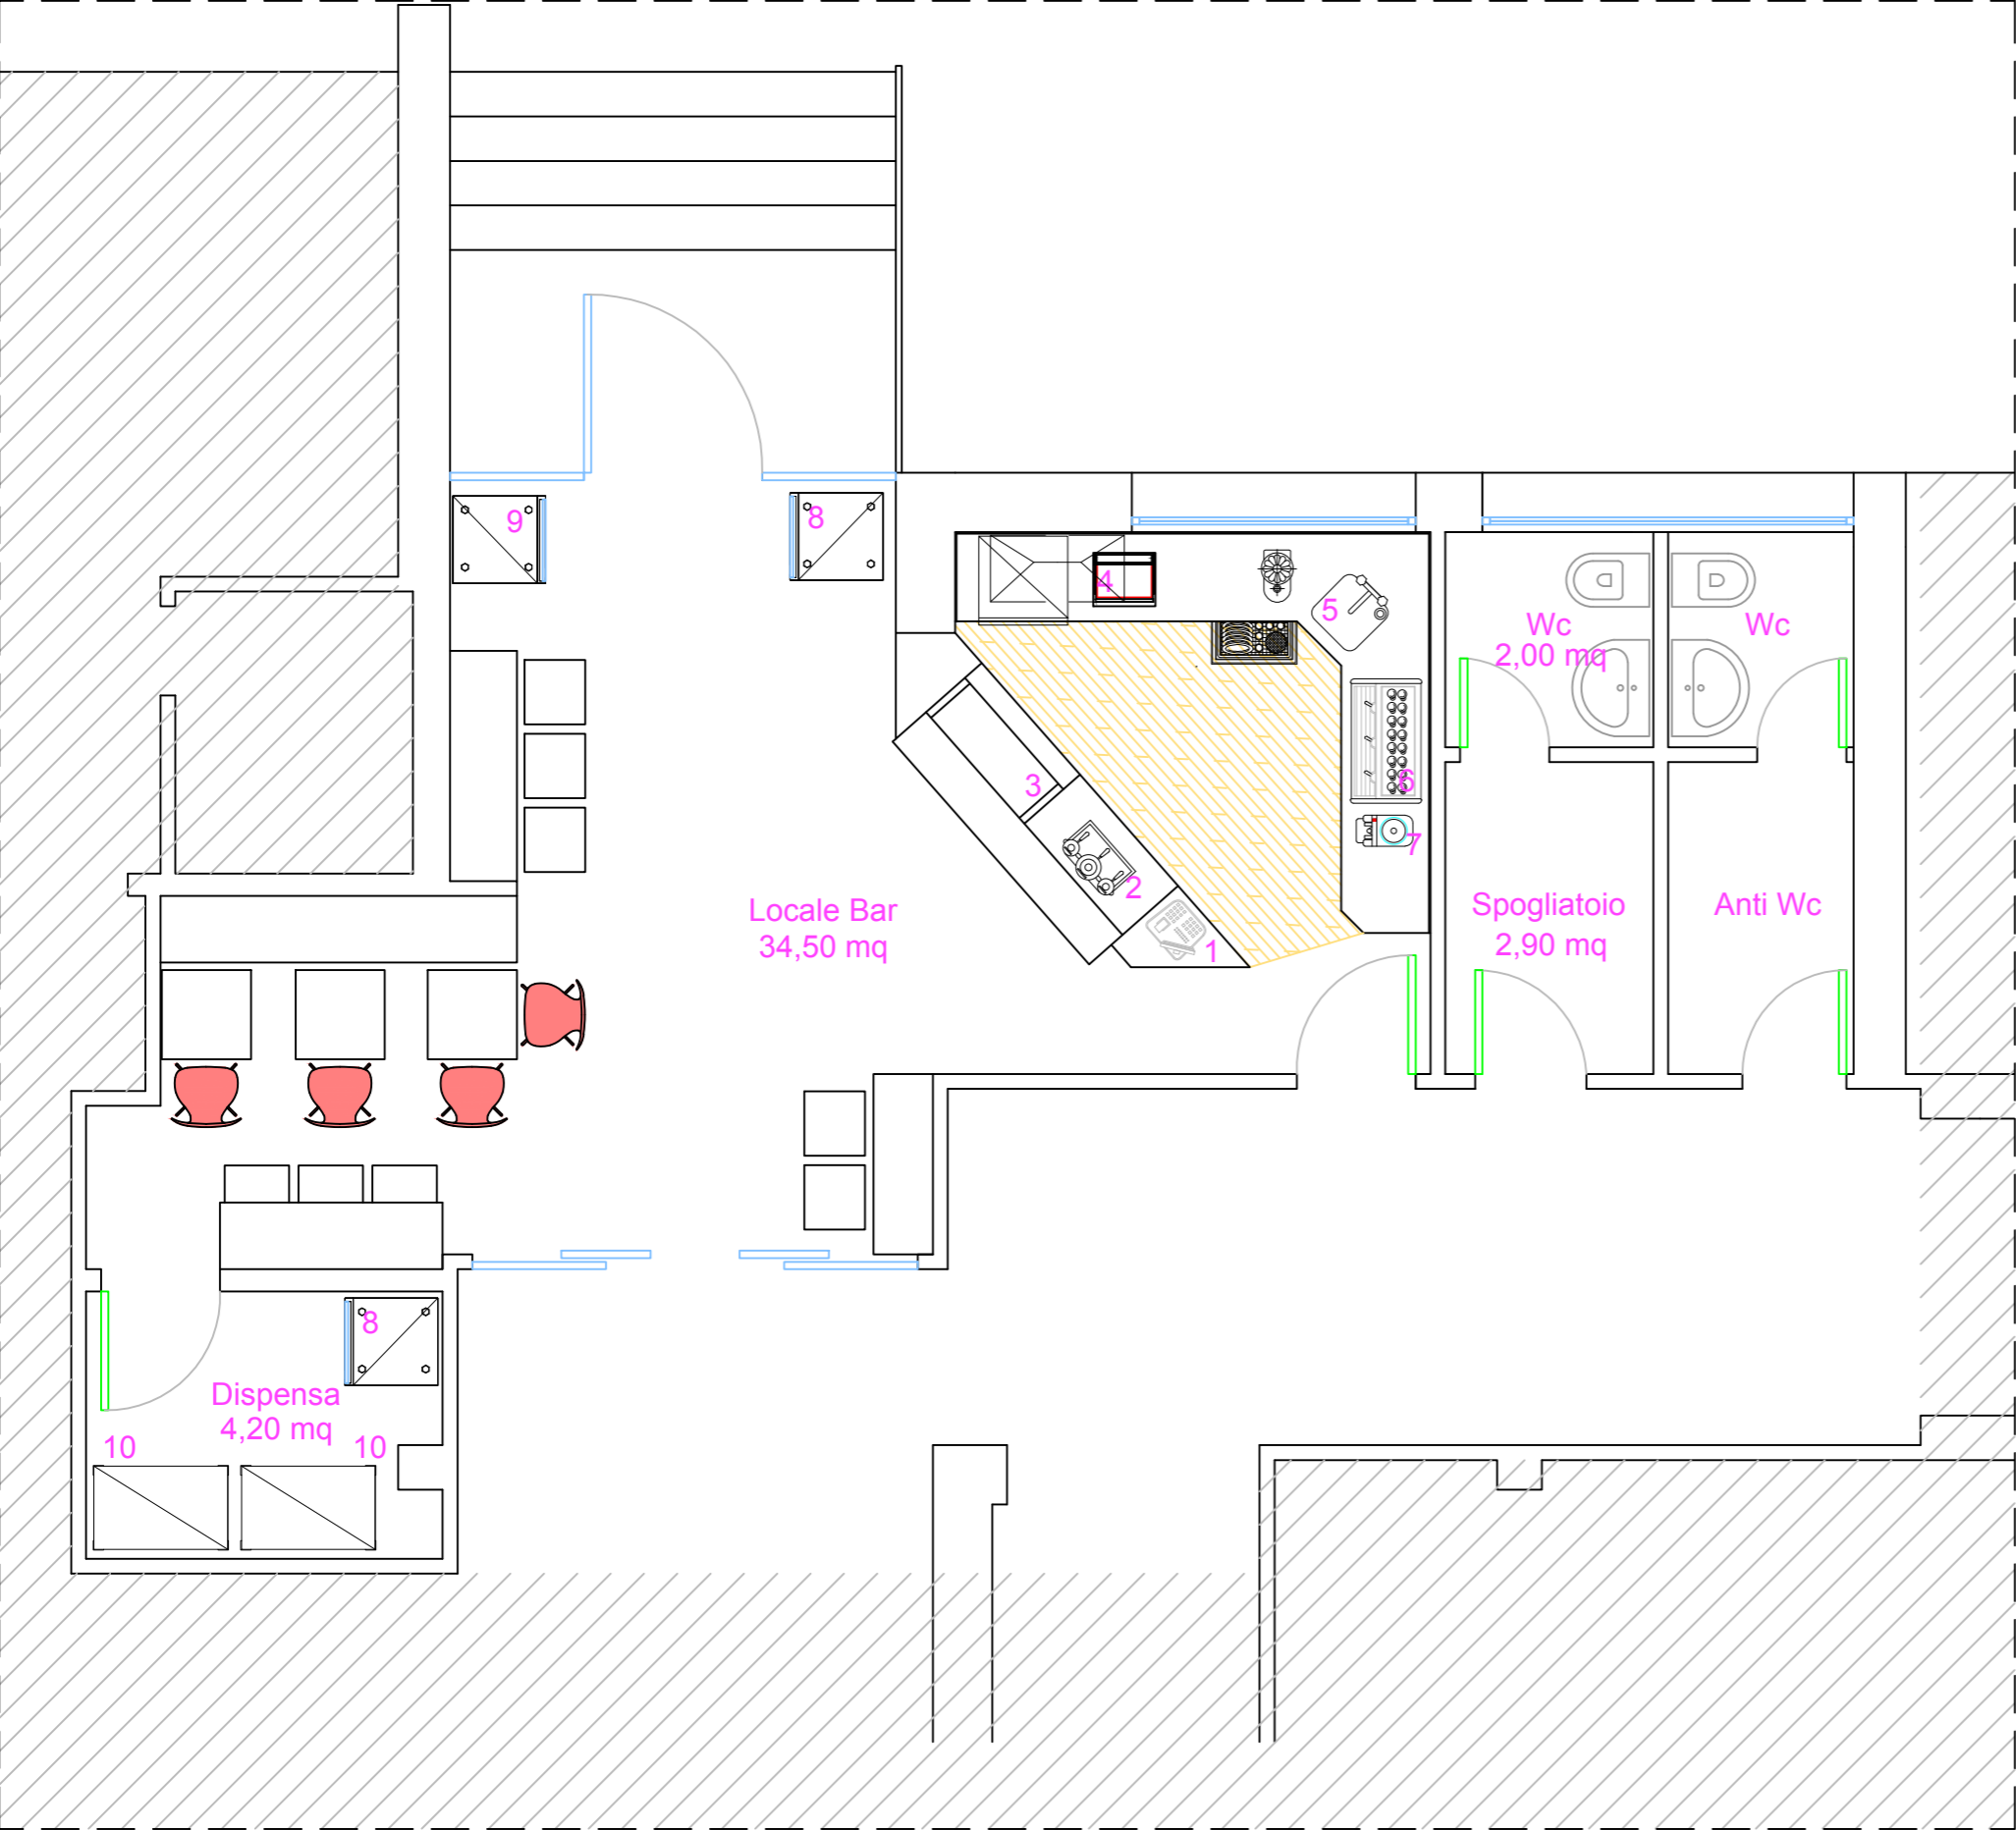 9
8
4
5
Wc
2,00 mq
Wc
3
6
7
2
1
Locale Bar
34,50 mq
Spogliatoio
2,90 mq
Anti Wc
8
Dispensa
4,20 mq
10
10